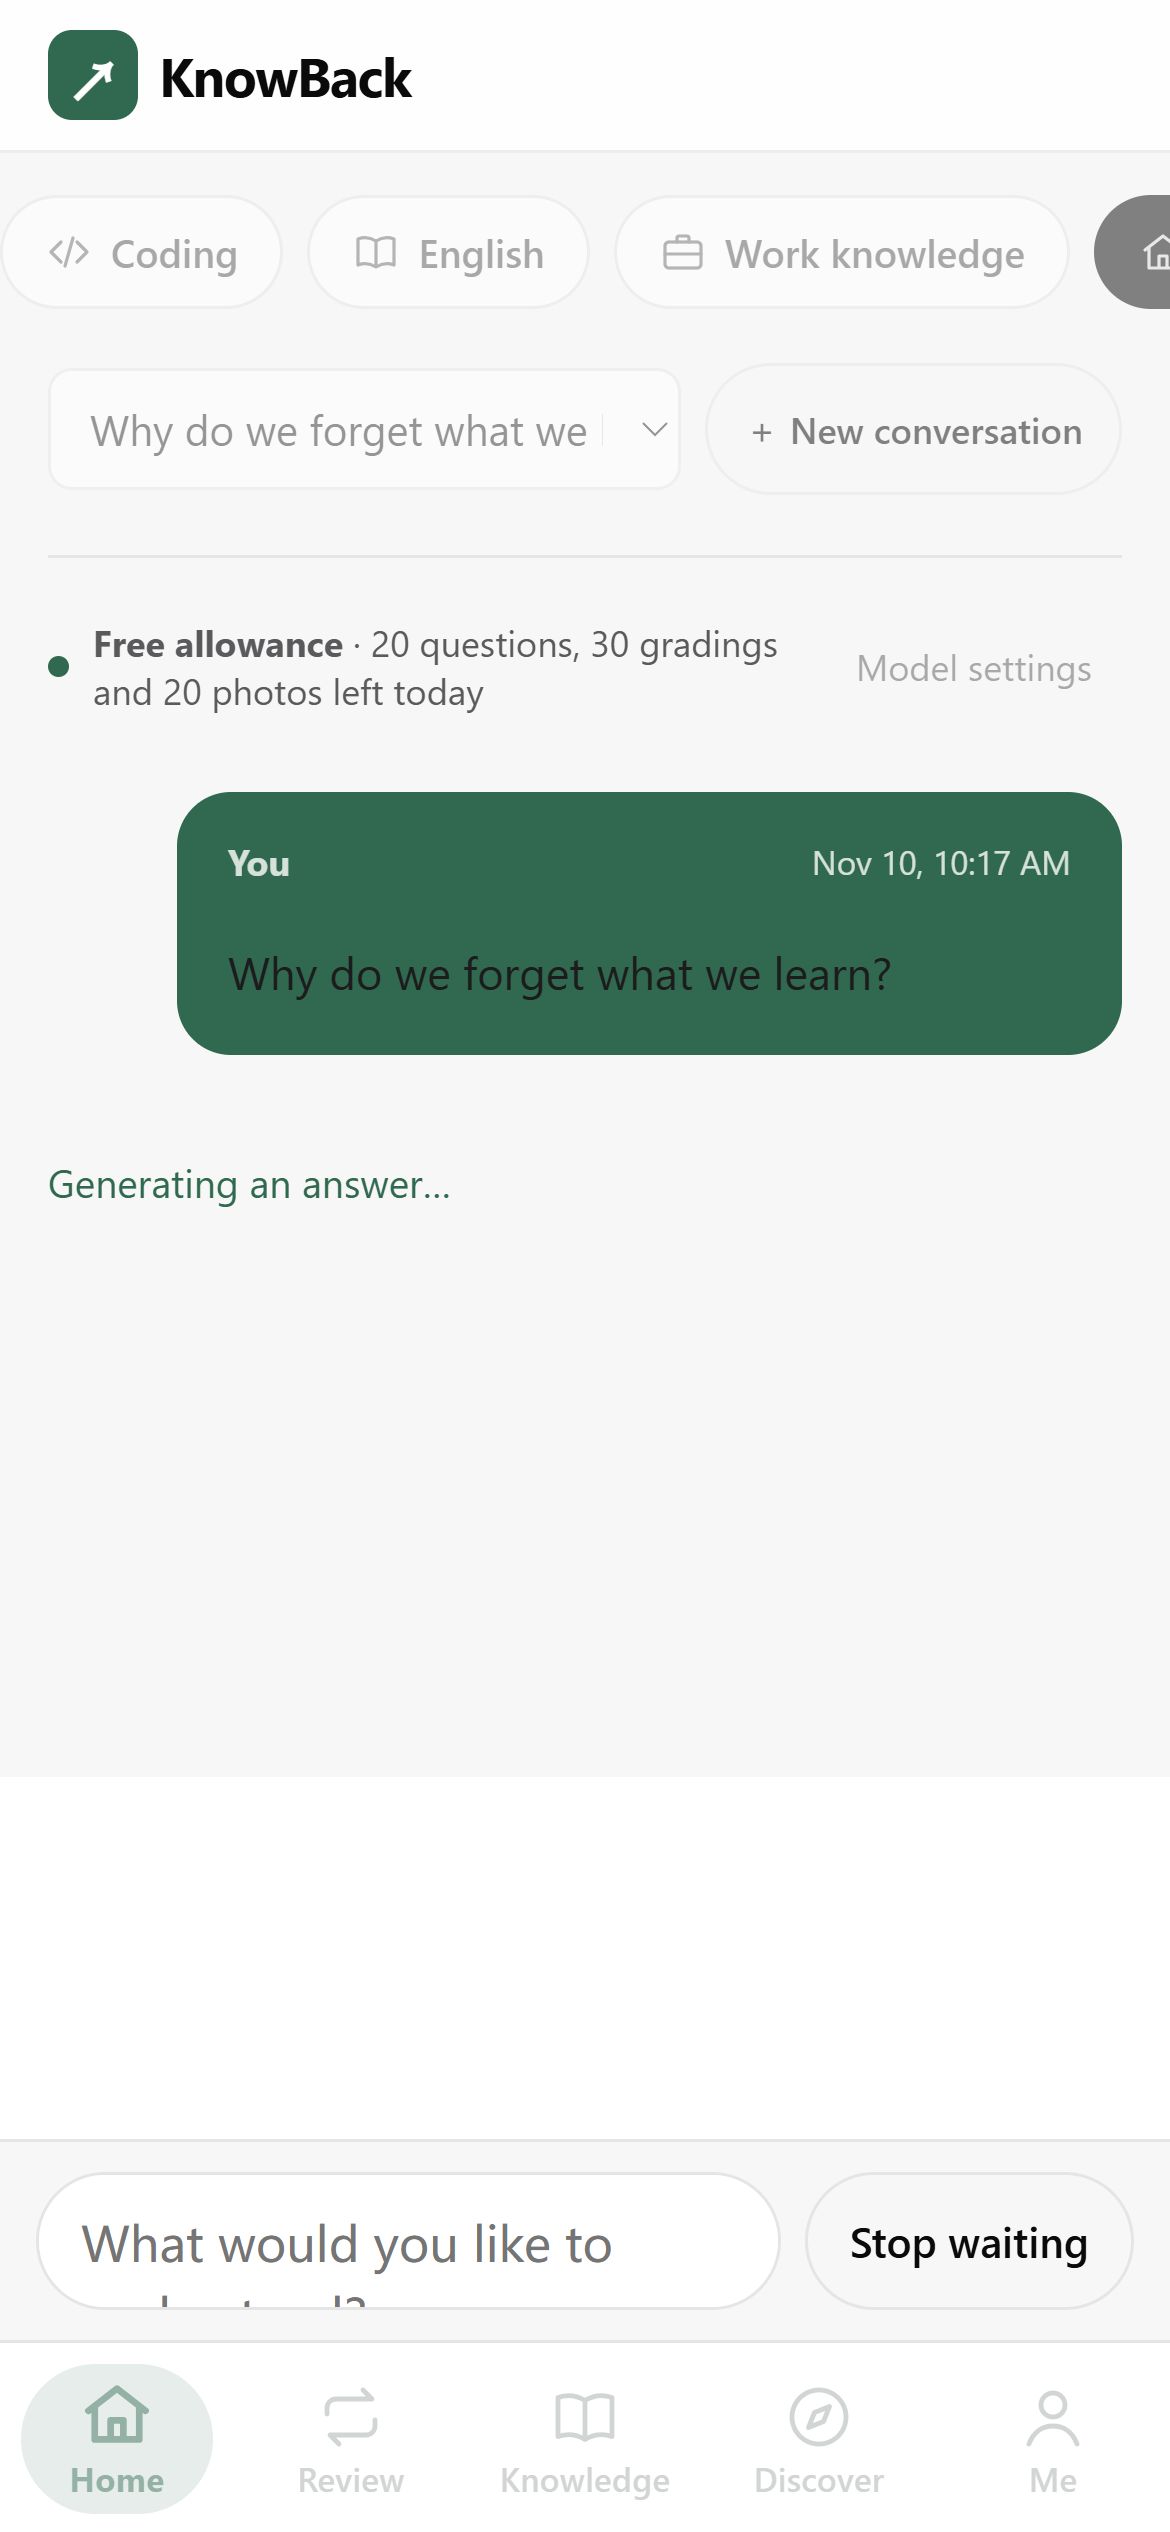 KnowBack
Coding
English
Work knowledge
Why do we forget what we
+ New conversation
Free allowance · 20 questions, 30 gradings
and 20 photos left today
Model settings
You
Nov 10, 10:17 AM
Why do we forget what we learn?
Generating an answer...
What would you like to
Stop waiting
Home
Review
Knowledge
Discover
Me